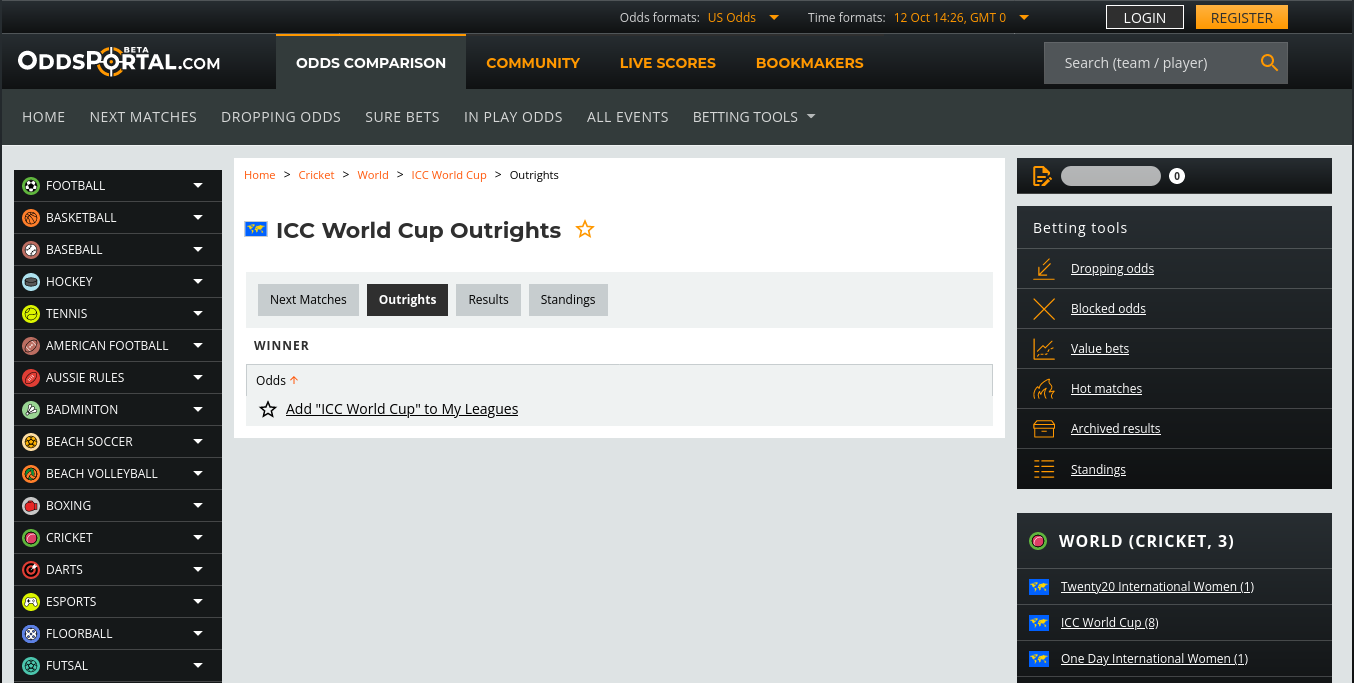 Odds formats: US Odds Time formats: 12 Oct 14:26, GMT 0 LOGIN REGISTER
ODDSPORTAL.COM BETA
ODDS COMPARISON COMMUNITY LIVE SCORES BOOKMAKERS Search (team / player)
HOME NEXT MATCHES DROPPING ODDS SURE BETS IN PLAY ODDS ALL EVENTS BETTING TOOLS
FOOTBALL
BASKETBALL
BASEBALL
HOCKEY
TENNIS
AMERICAN FOOTBALL
AUSSIE RULES
BADMINTON
BEACH SOCCER
BEACH VOLLEYBALL
BOXING
CRICKET
DARTS
ESPORTS
FLOORBALL
FUTSAL
Home > Cricket > World > ICC World Cup > Outrights
ICC World Cup Outrights
Next Matches Outrights Results Standings
WINNER
Odds
Add "ICC World Cup" to My Leagues
0
Betting tools
Dropping odds
Blocked odds
Value bets
Hot matches
Archived results
Standings
WORLD (CRICKET, 3)
Twenty20 International Women (1)
ICC World Cup (8)
One Day International Women (1)